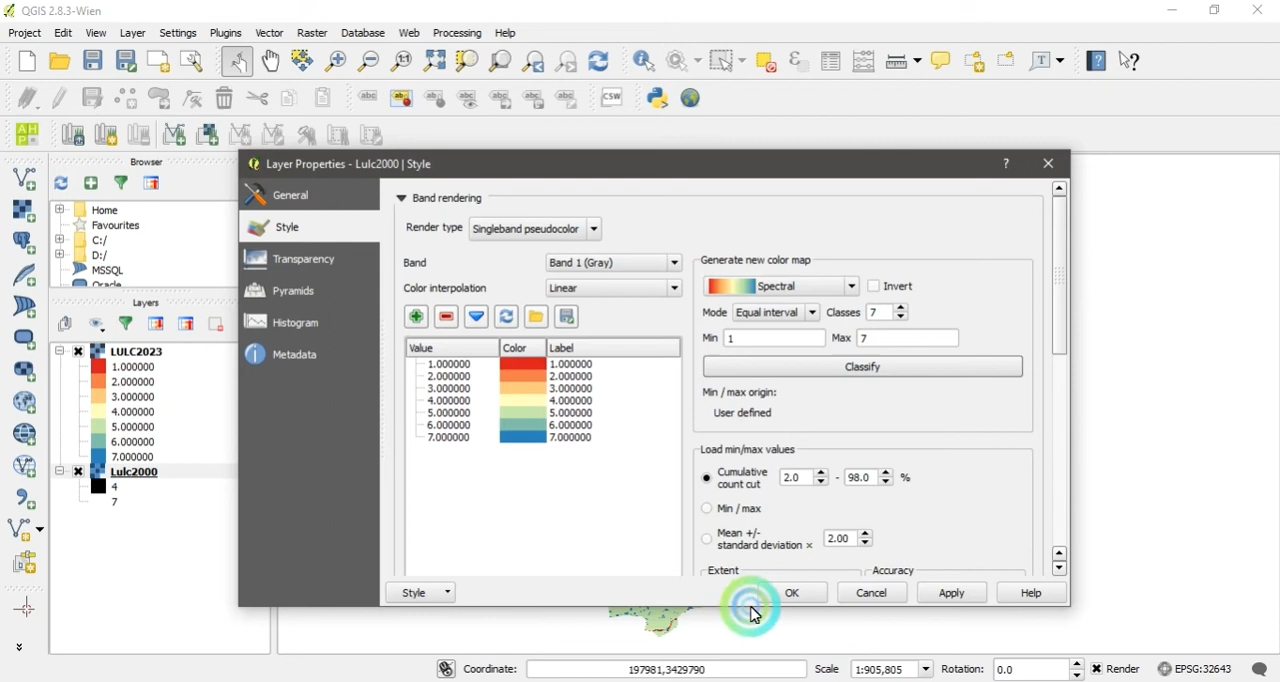 QGIS 2.8.3-Wien
Project Edit View Layer Settings Plugins Vector Raster Database Web Processing Help
Browser
Home
Favourites
C:/
D:/
MSSQL
Oracle
Layers
LULC2023
1.000000
2.000000
3.000000
4.000000
5.000000
6.000000
7.000000
Lulc2000
4
7
Layer Properties - Lulc2000 | Style
General
Style
Transparency
Pyramids
Histogram
Metadata
Band rendering
Render type Singleband pseudocolor
Band Band 1 (Gray)
Color interpolation Linear
Value Color Label
1.000000 1.000000
2.000000 2.000000
3.000000 3.000000
4.000000 4.000000
5.000000 5.000000
6.000000 6.000000
7.000000 7.000000
Generate new color map
Spectral Invert
Mode Equal interval Classes 7
Min 1 Max 7
Classify
Min / max origin:
User defined
Load min/max values
Cumulative
count cut 2.0 - 98.0 %
Min / max
Mean +/-
standard deviation × 2.00
Extent Accuracy
Style OK Cancel Apply Help
Coordinate: 197981,3429790 Scale 1:905,805 Rotation: 0.0 Render EPSG:32643